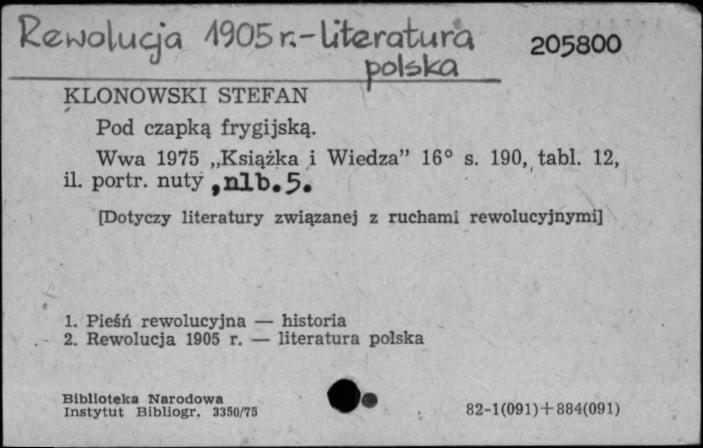 Rewolucja 1905 r. - literatura
polska
205800
KLONOWSKI STEFAN
Pod czapką frygijską.
Wwa 1975 „Książka i Wiedza” 16° s. 190, tabl. 12,
il. portr. nuty, nlb. 5.
[Dotyczy literatury związanej z ruchami rewolucyjnymi]
1. Pieśń rewolucyjna — historia
2. Rewolucja 1905 r. — literatura polska
Biblioteka Narodowa
Instytut Bibliogr. 3350/75
82-1(091)+884(091)